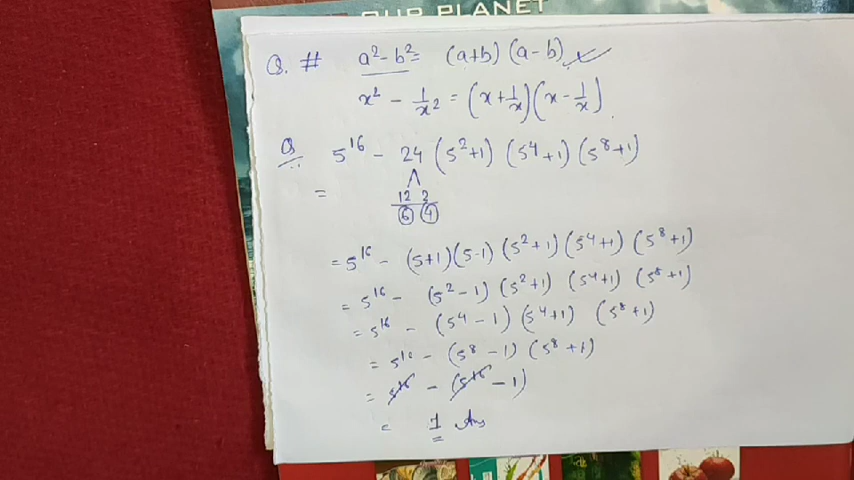 OUR PLANET
Q. # a² - b² = (a+b) (a-b)
x² - 1/x² = (x + 1/x) (x - 1/x)
Q 5¹⁶ - 24 (5²+1) (5⁴+1) (5⁸+1)
= 12 2
6 4
= 5¹⁶ - (5+1) (5-1) (5²+1) (5⁴+1) (5⁸+1)
= 5¹⁶ - (5²-1) (5²+1) (5⁴+1) (5⁸+1)
= 5¹⁶ - (5⁴-1) (5⁴+1) (5⁸+1)
= 5¹⁶ - (5⁸-1) (5⁸+1)
= 5¹⁶ - (5¹⁶-1)
= 1 Ans